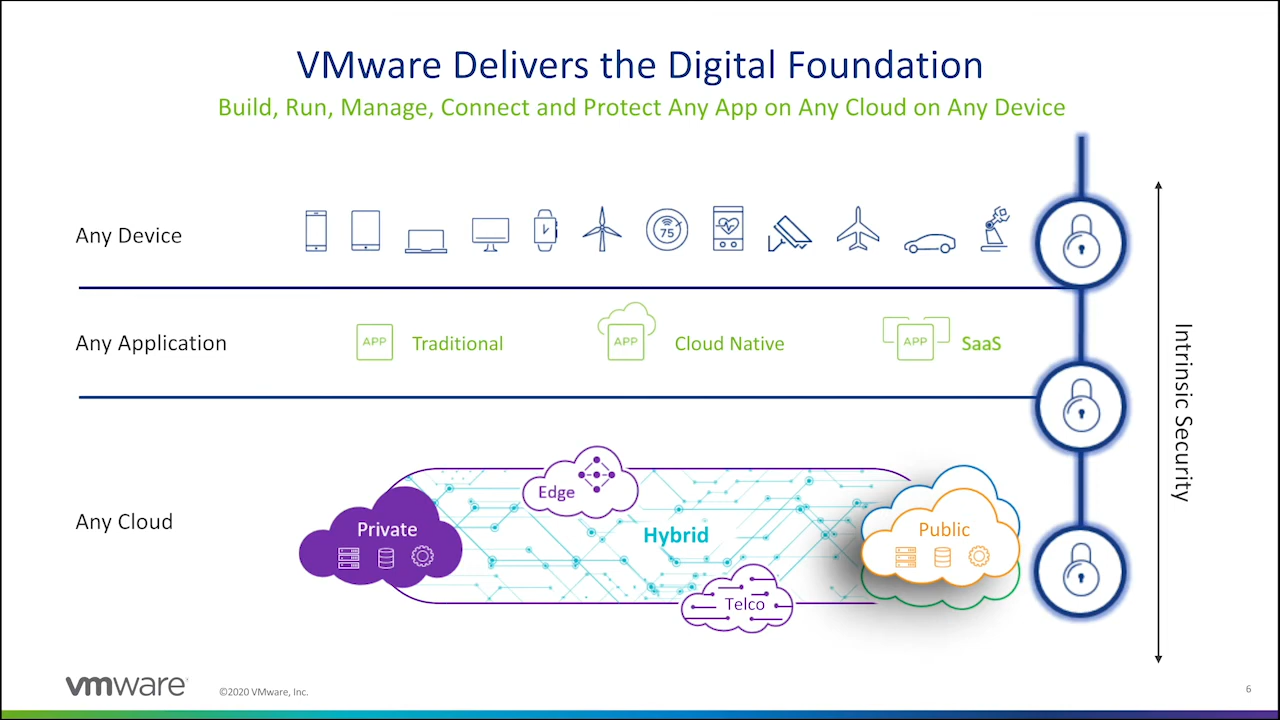 VMware Delivers the Digital Foundation
Build, Run, Manage, Connect and Protect Any App on Any Cloud on Any Device
Any Device
75
Any Application
APP
Traditional
APP
Cloud Native
APP
SaaS
Intrinsic Security
Any Cloud
Edge
Private
Hybrid
Public
Telco
vmware
©2020 VMware, Inc.
6